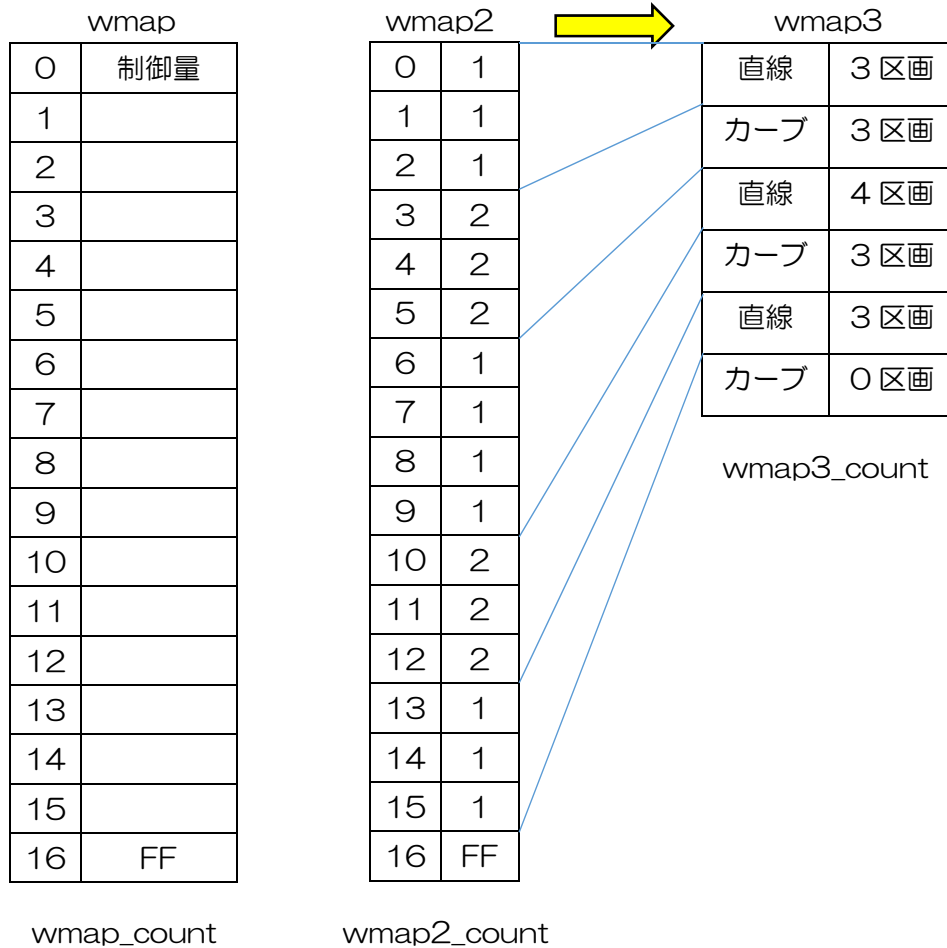 wmap
wmap2
wmap3
0 制御量
1
2
3
4
5
6
7
8
9
10
11
12
13
14
15
16 FF
0 1
1 1
2 1
3 2
4 2
5 2
6 1
7 1
8 1
9 1
10 2
11 2
12 2
13 1
14 1
15 1
16 FF
直線 3区画
カーブ 3区画
直線 4区画
カーブ 3区画
直線 3区画
カーブ 0区画
wmap3_count
wmap_count
wmap2_count